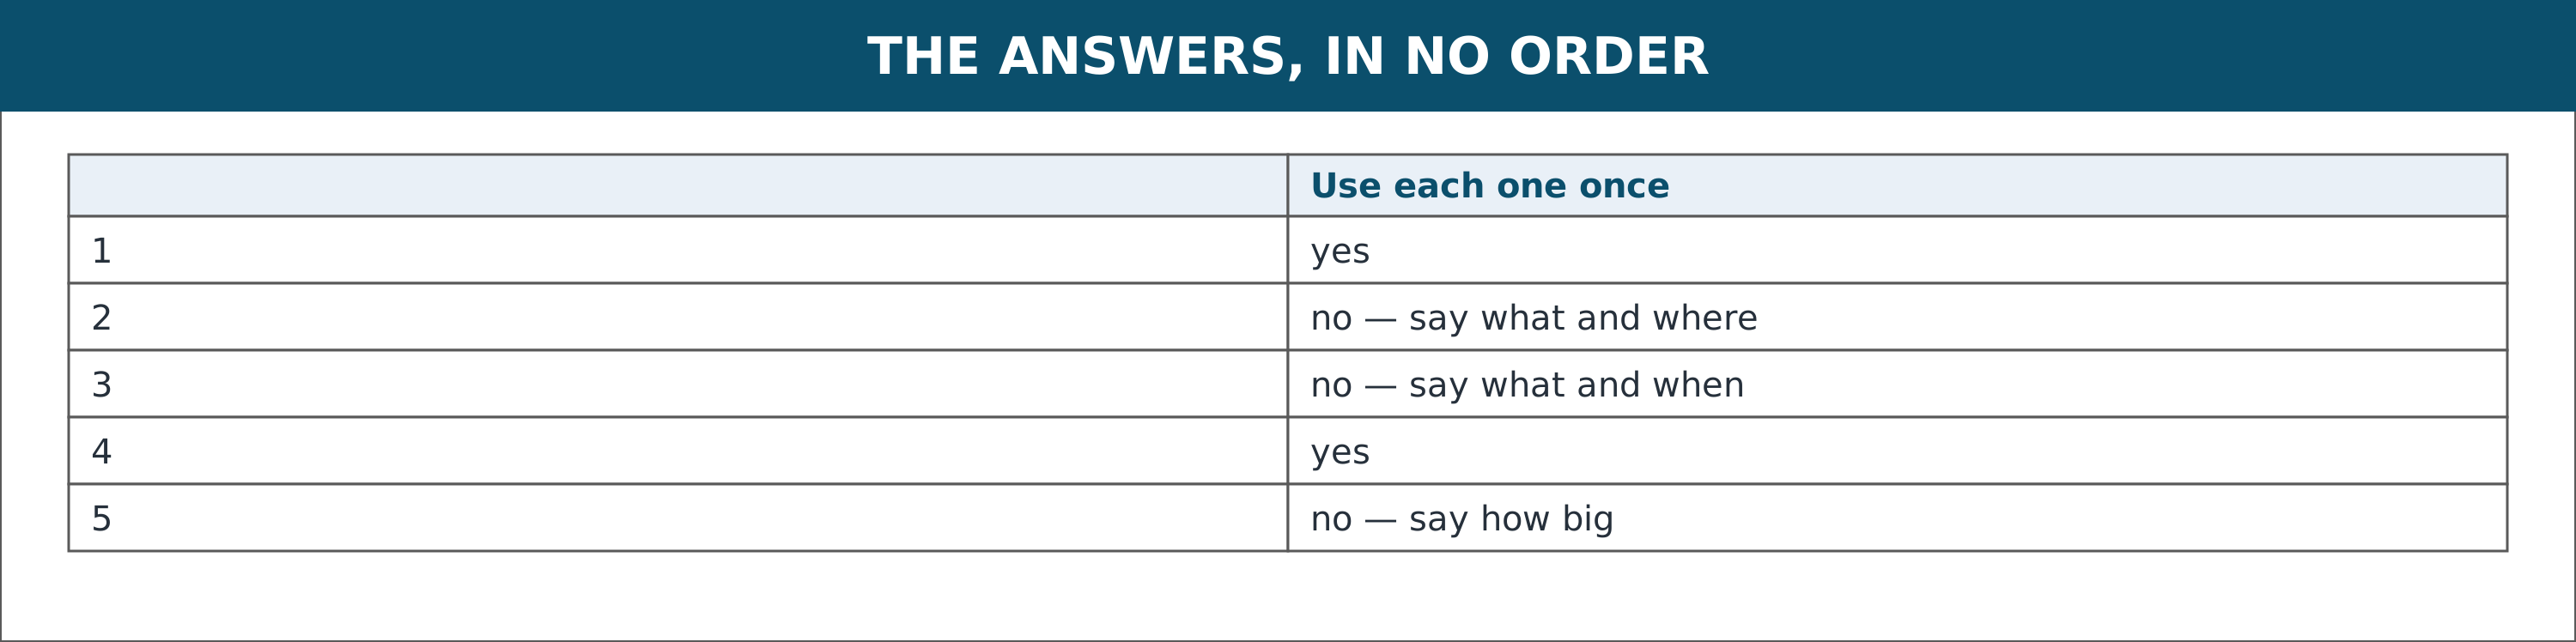 THE ANSWERS, IN NO ORDER
Use each one once
1 yes
2 no — say what and where
3 no — say what and when
4 yes
5 no — say how big